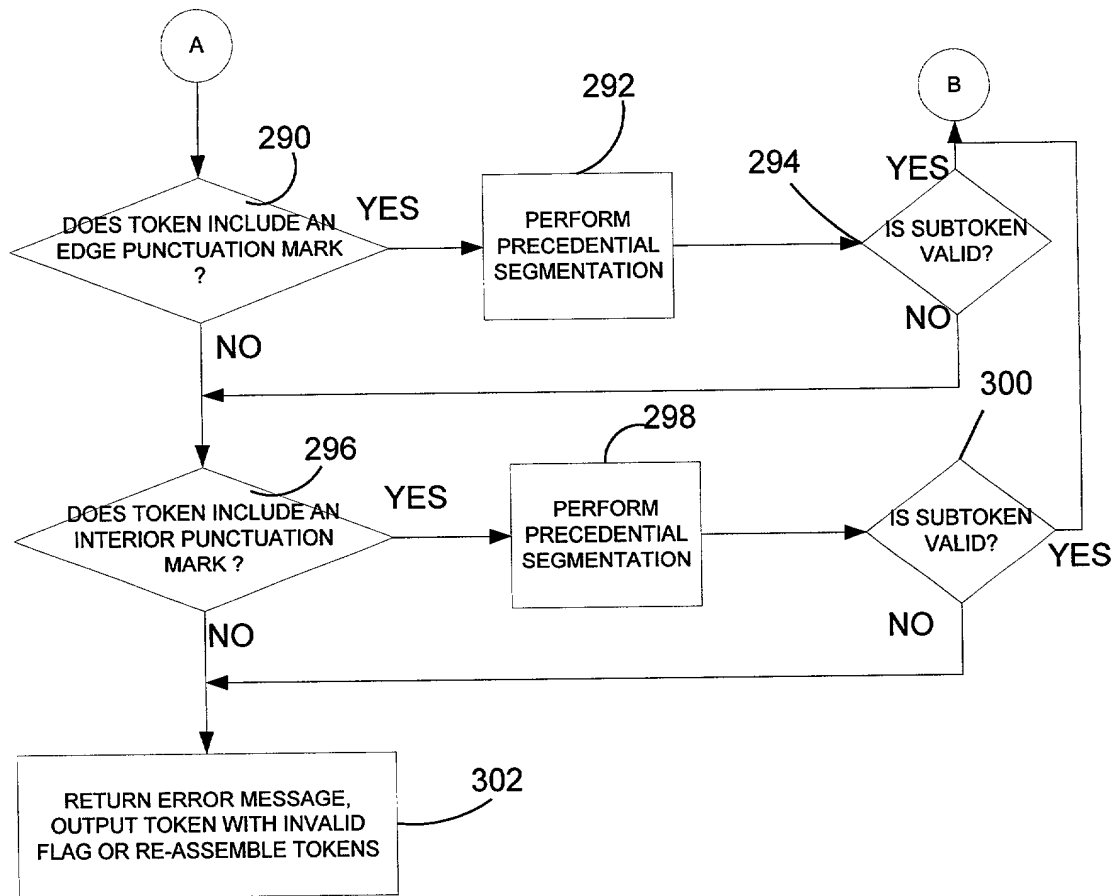 A
B
292
290
294
YES
YES
DOES TOKEN INCLUDE AN
EDGE PUNCTUATION MARK
?
PERFORM
PRECEDENTIAL
SEGMENTATION
IS SUBTOKEN
VALID?
NO
NO
300
298
296
YES
DOES TOKEN INCLUDE AN
INTERIOR PUNCTUATION
MARK ?
PERFORM
PRECEDENTIAL
SEGMENTATION
IS SUBTOKEN
VALID?
YES
NO
NO
302
RETURN ERROR MESSAGE,
OUTPUT TOKEN WITH INVALID
FLAG OR RE-ASSEMBLE TOKENS